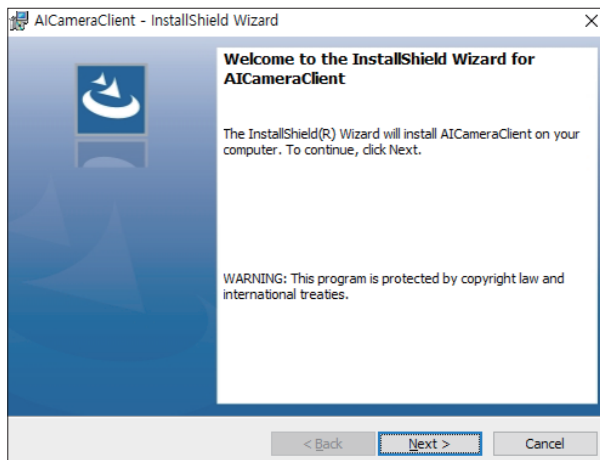 AICameraClient - InstallShield Wizard
Welcome to the InstallShield Wizard for
AICameraClient
The InstallShield(R) Wizard will install AICameraClient on your
computer. To continue, click Next.
WARNING: This program is protected by copyright law and
international treaties.
< Back
Next >
Cancel